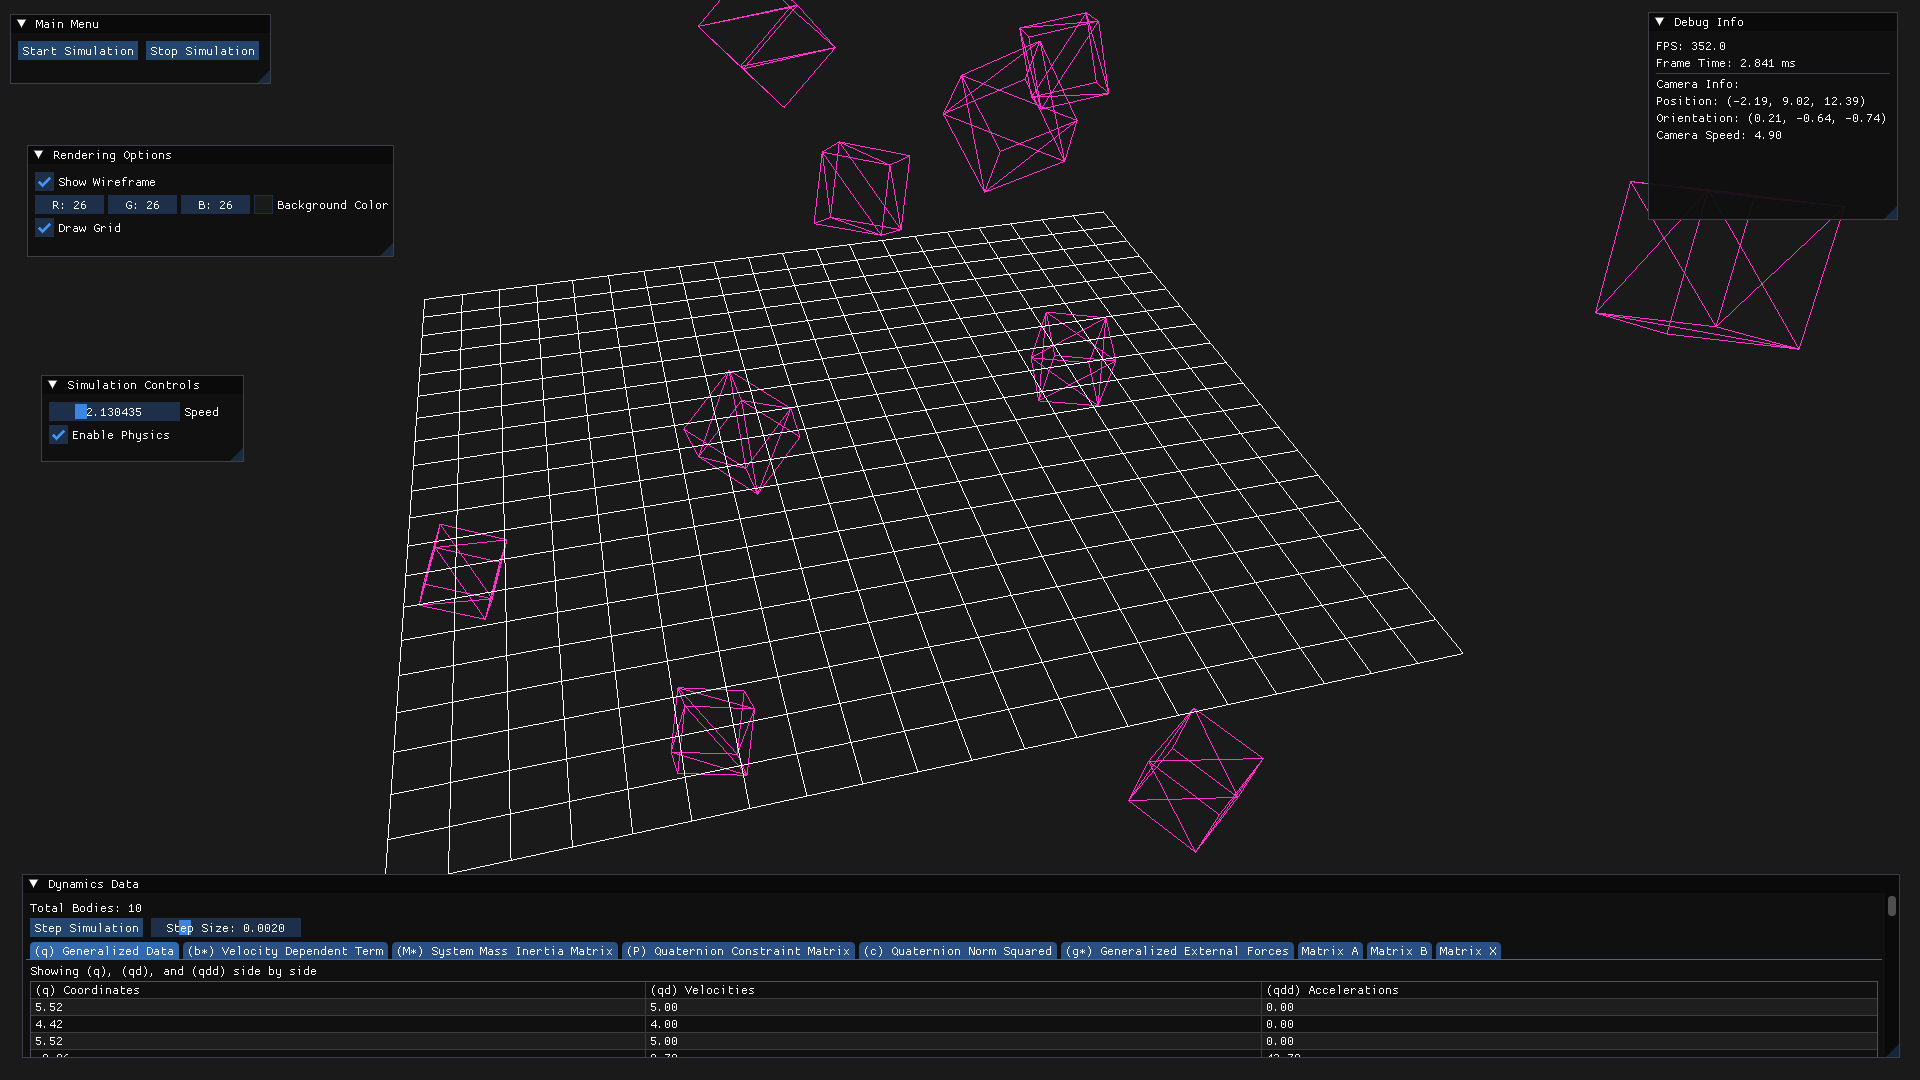 Main Menu
Start Simulation Stop Simulation
Debug Info
FPS: 352.0
Frame Time: 2.841 ms
Camera Info:
Position: (-2.19, 9.02, 12.39)
Orientation: (0.21, -0.64, -0.74)
Camera Speed: 4.90
Rendering Options
Show Wireframe
R: 26 G: 26 B: 26 Background Color
Draw Grid
Simulation Controls
2.130435 Speed
Enable Physics
Dynamics Data
Total Bodies: 10
Step Simulation Step Size: 0.0020
(q) Generalized Data (b*) Velocity Dependent Term (M*) System Mass Inertia Matrix (P) Quaternion Constraint Matrix (c) Quaternion Norm Squared (g*) Generalized External Forces Matrix A Matrix B Matrix X
Showing (q), (qd), and (qdd) side by side
(q) Coordinates (qd) Velocities (qdd) Accelerations
5.52 5.00 0.00
4.42 4.00 0.00
5.52 5.00 0.00